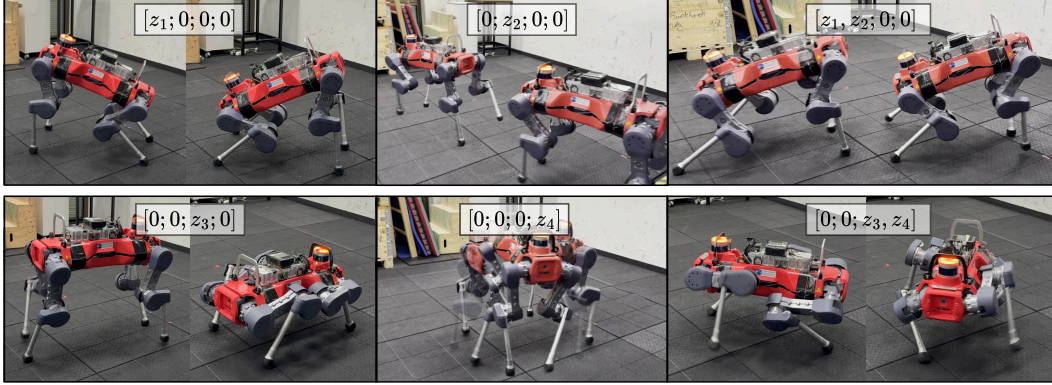 [z₁; 0; 0; 0]
[0; z₂; 0; 0]
[z₁, z₂; 0; 0]
[0; 0; z₃; 0]
[0; 0; 0; z₄]
[0; 0; z₃, z₄]